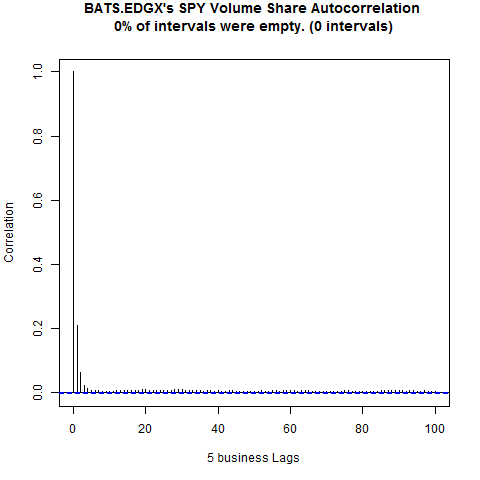 BATS.EDGX's SPY Volume Share Autocorrelation
0% of intervals were empty. (0 intervals)
1.0
0.8
0.6
0.4
0.2
0.0
Correlation
0 20 40 60 80 100
5 business Lags